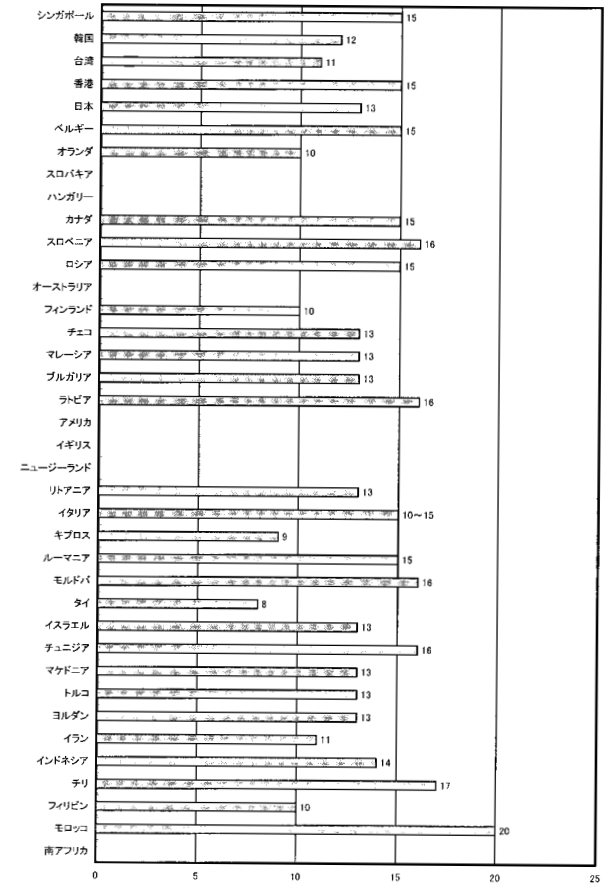 シンガポール 15
韓国 12
台湾 11
香港 15
日本 13
ベルギー 15
オランダ 10
スロバキア
ハンガリー
カナダ 15
スロベニア 16
ロシア 15
オーストラリア
フィンランド 10
チェコ 13
マレーシア 13
ブルガリア 13
ラトビア 16
アメリカ
イギリス
ニュージーランド
リトアニア 13
イタリア 10～15
キプロス 9
ルーマニア 15
モルドバ 16
タイ 8
イスラエル 13
チュニジア 16
マケドニア 13
トルコ 13
ヨルダン 13
イラン 11
インドネシア 14
チリ 17
フィリピン 10
モロッコ 20
南アフリカ
0 5 10 15 20 25